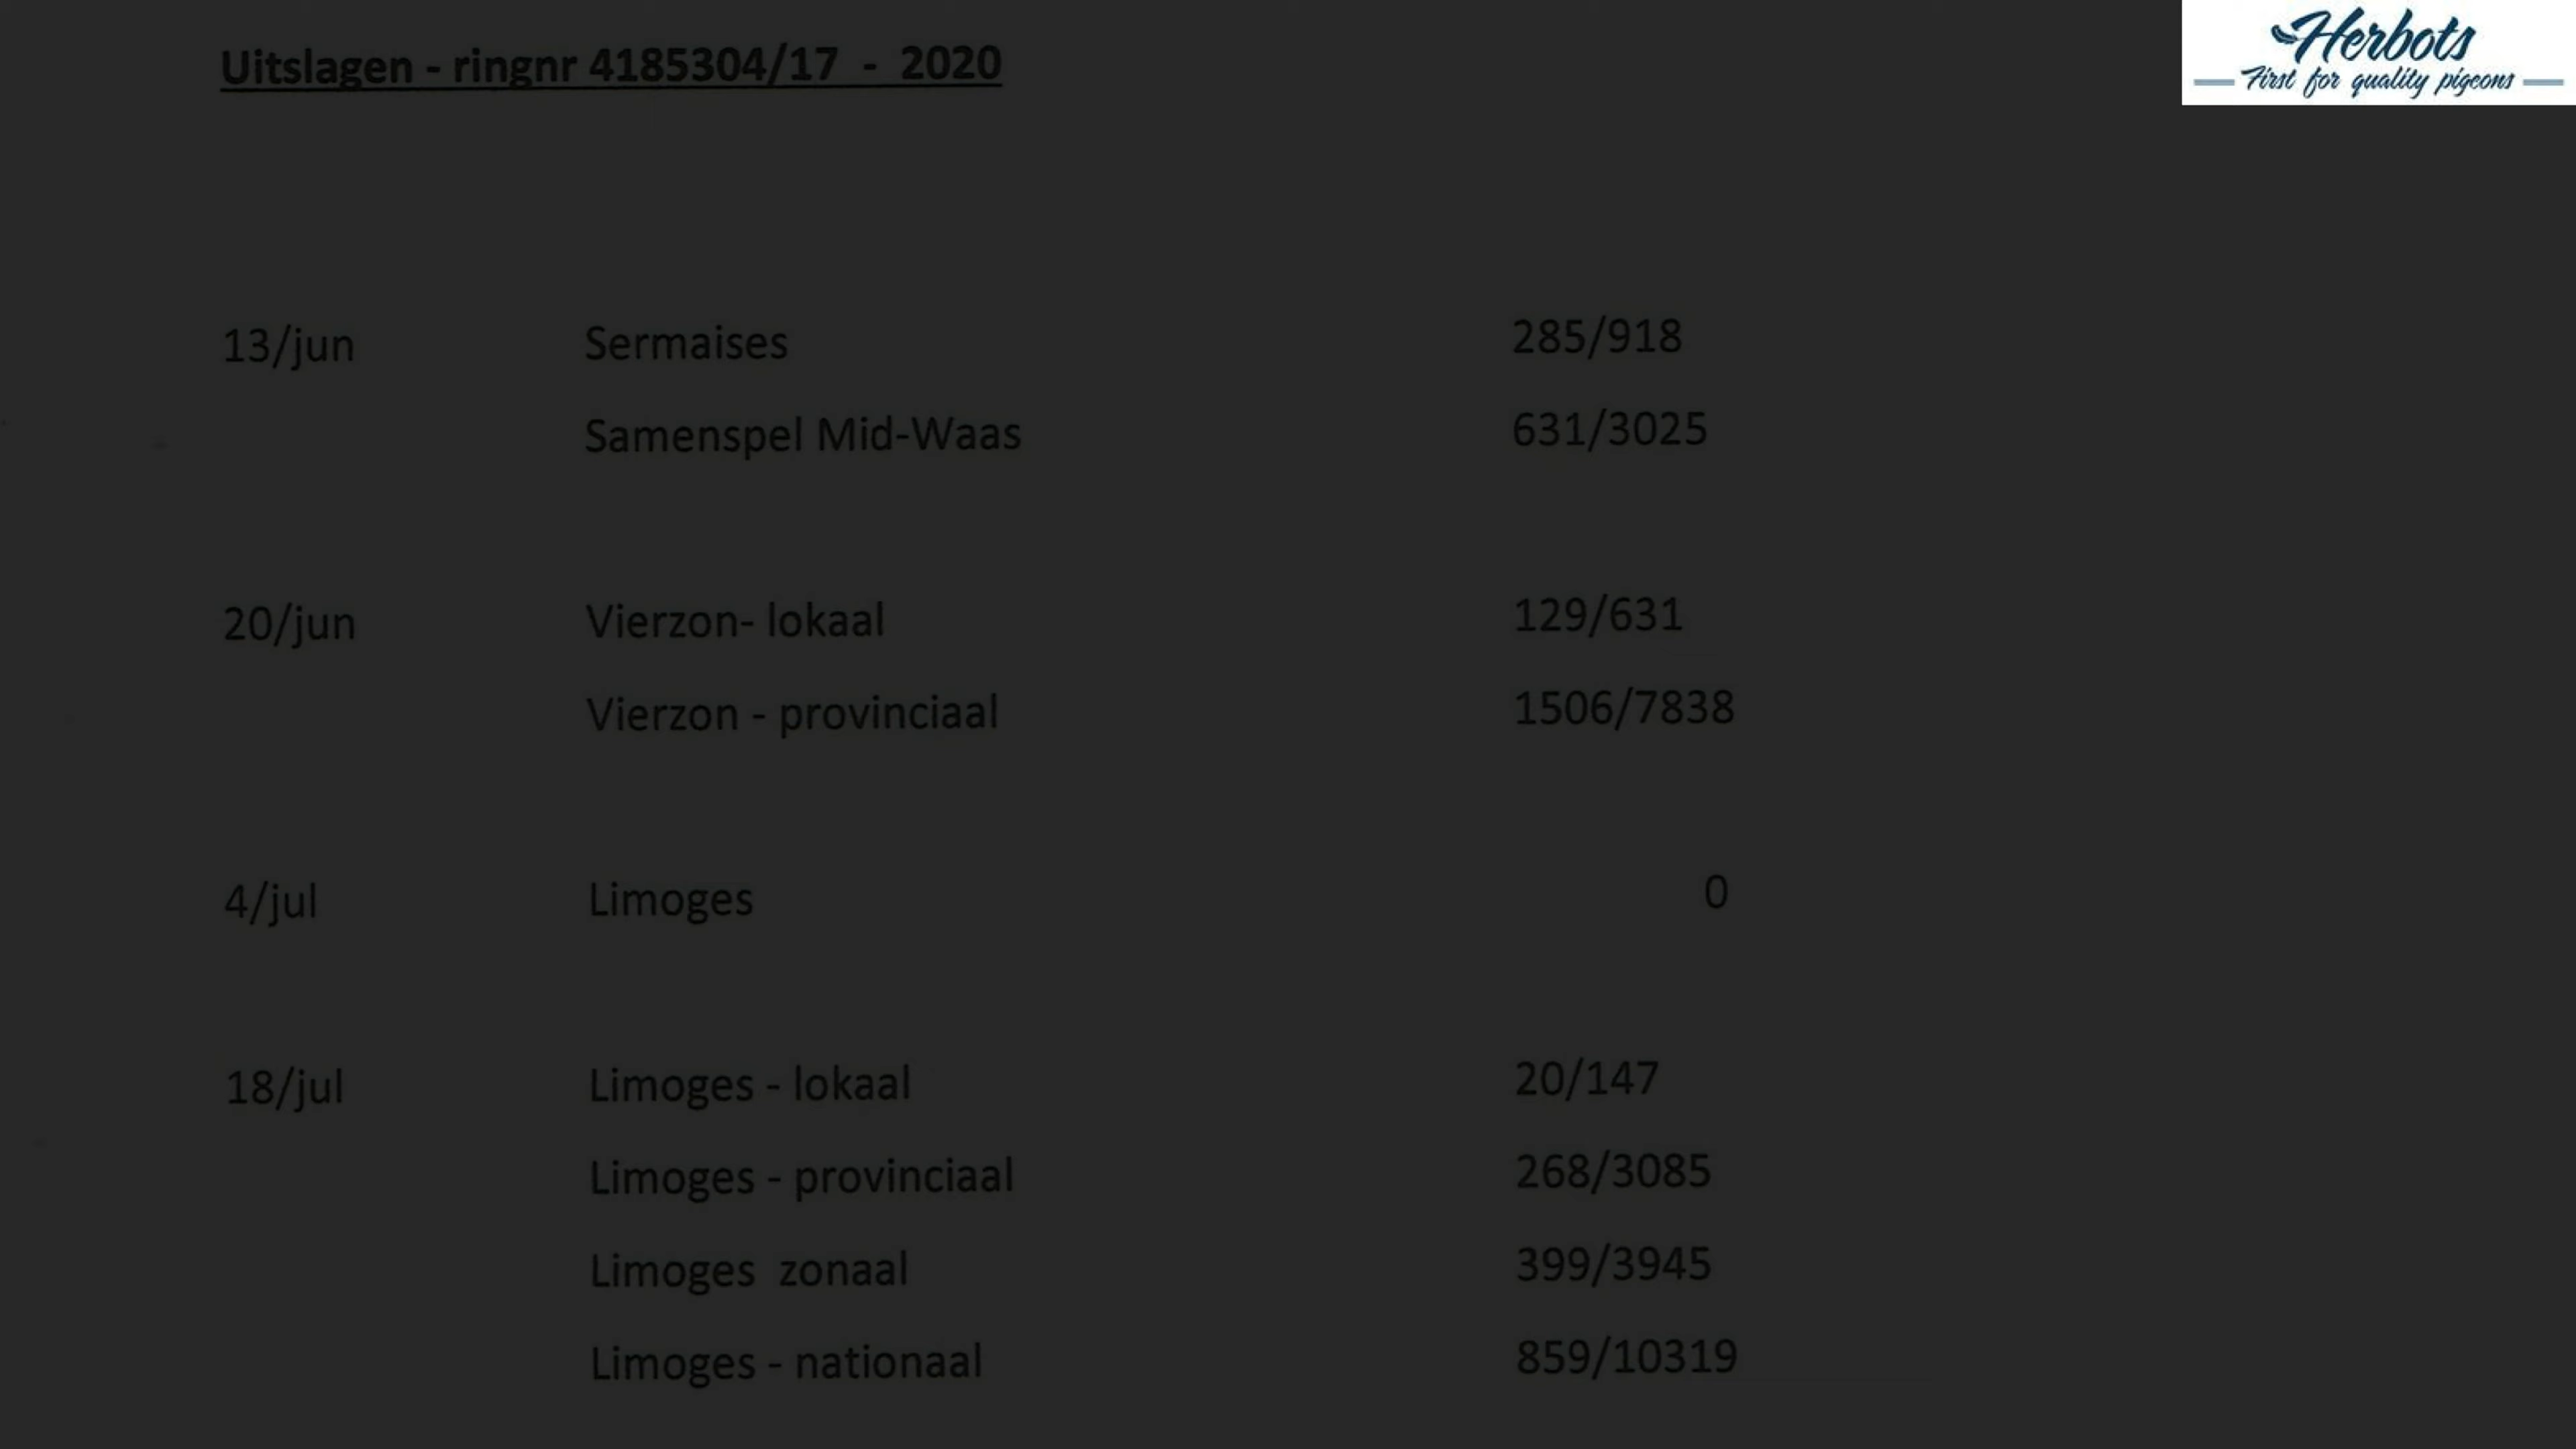 Uitslagen - ringnr 4185304/17 - 2020
Herbots
First for quality pigeons
13/jun Sermaises 285/918
Samenspel Mid-Waas 631/3025
20/jun Vierzon- lokaal 129/631
Vierzon - provinciaal 1506/7838
4/jul Limoges 0
18/jul Limoges - lokaal 20/147
Limoges - provinciaal 268/3085
Limoges zonaal 399/3945
Limoges - nationaal 859/10319